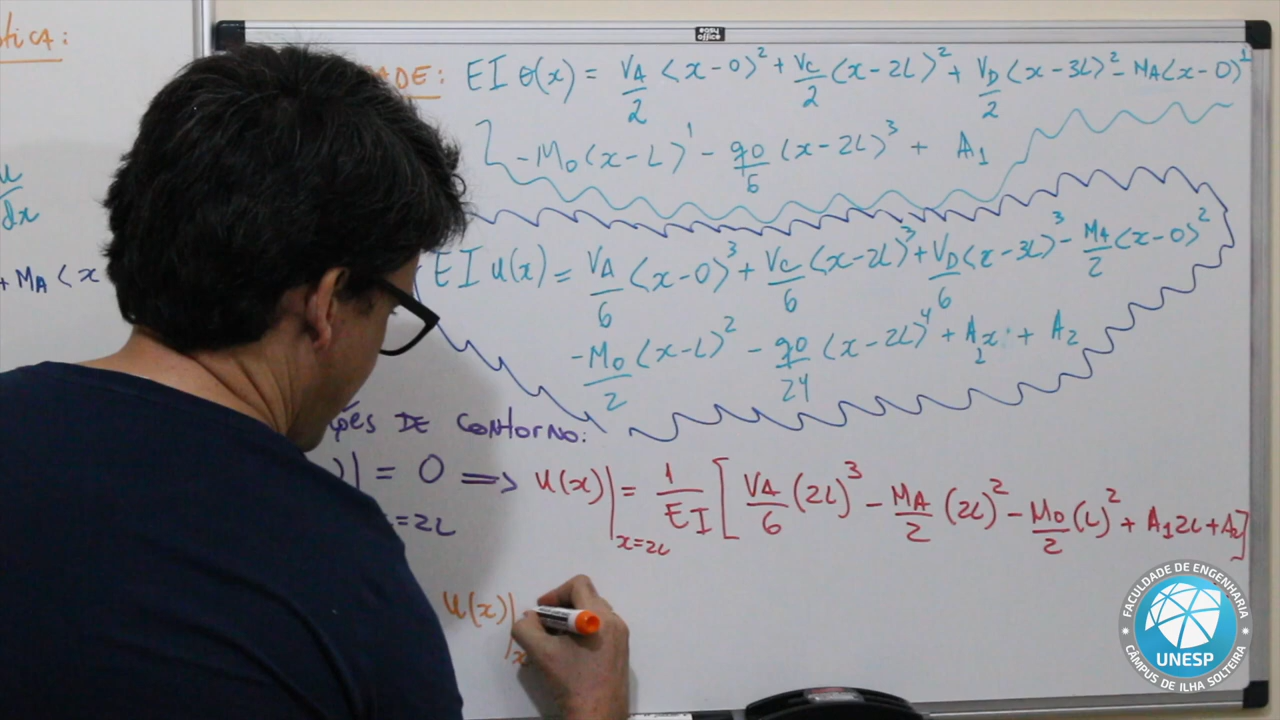 TICA:
easy office
ADE: EI θ(x) = VA/2 <x-0>² + VC/2 <x-2L>² + VD/2 <x-3L>² - MA<x-0>¹
- M0<x-L>¹ - q0/6 <x-2L>³ + A1
u/dx
+ MA <x
EI u(x) = VA/6 <x-0>³ + VC/6 <x-2L>³ + VD/6 <x-3L>³ - MA/2 <x-0>²
- M0/2 <x-L>² - q0/24 <x-2L>⁴ + A1x + A2
ções DE CONTORNO:
)| = 0 => u(x)|x=2L = 1/EI [VA/6 (2L)³ - MA/2 (2L)² - M0/2 (L)² + A1 2L + A2]
x=2L
u(x)|x
FACULDADE DE ENGENHARIA
UNESP
CÂMPUS DE ILHA SOLTEIRA